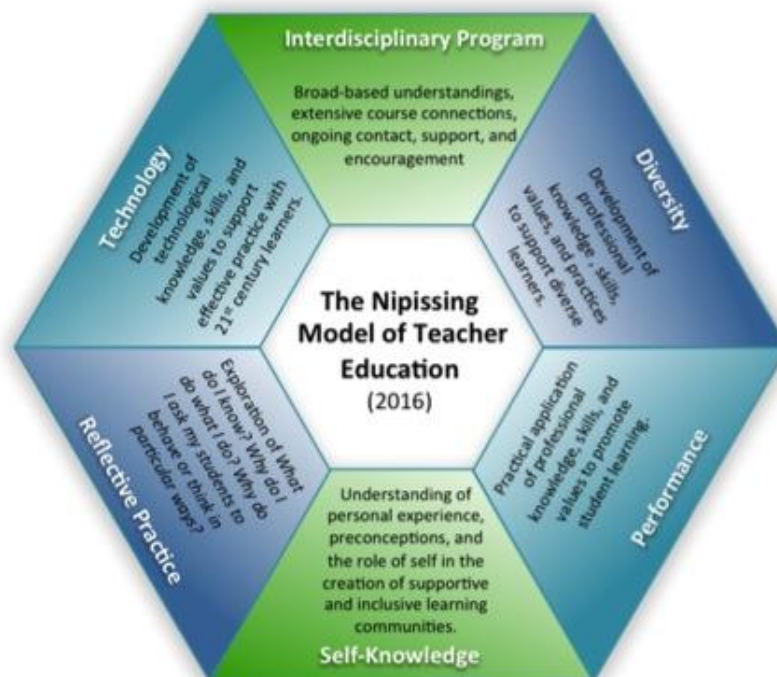 The Nipissing
Model of Teacher
Education
(2016)
Interdisciplinary Program
Broad-based understandings,
extensive course connections,
ongoing contact, support, and
encouragement
Diversity
Development of
professional
knowledge - skills,
values, and practices
to support diverse
learners.
Performance
Practical application
of professional
knowledge, skills, and
values to promote
student learning.
Understanding of
personal experience,
preconceptions, and
the role of self in the
creation of supportive
and inclusive learning
communities.
Self-Knowledge
Reflective Practice
Exploration of What
do I know? Why do I
do what I do? Why do
I ask my students to
behave or think in
particular ways?
Technology
Development of
technological
knowledge, skills, and
values to support
effective practice with
21st century learners.